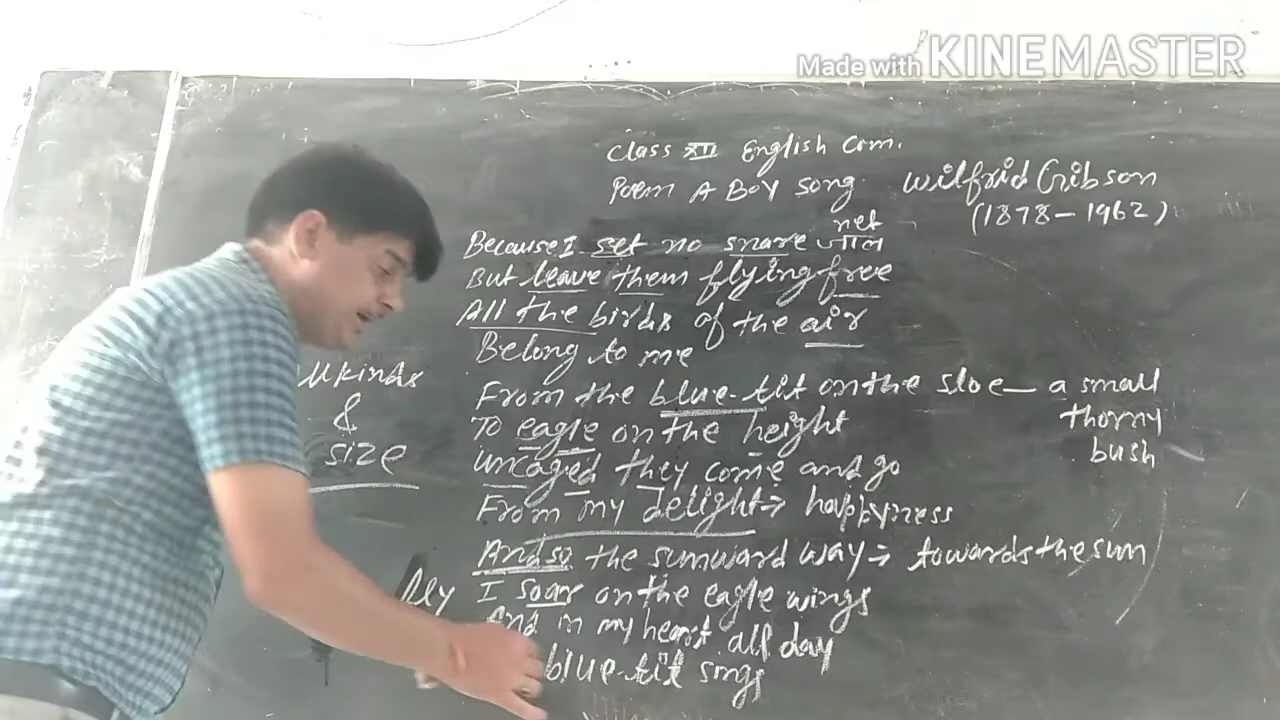 Made with KINEMASTER
Class XII English Com.
Poem A Boy Song Wilfrid Gibson
(1878-1962)
net
Because I set no snare जाल
But leave them flying free
All the birds of the air
Belong to me
From the blue-tit on the sloe— a small
thorny
bush
To eagle on the height
uncaged they come and go
From my delight → happyness
And so the sunward way → towards the sun
fly I soar on the eagle wings
And in my heart all day
blue-tit sings
kinds
&
size